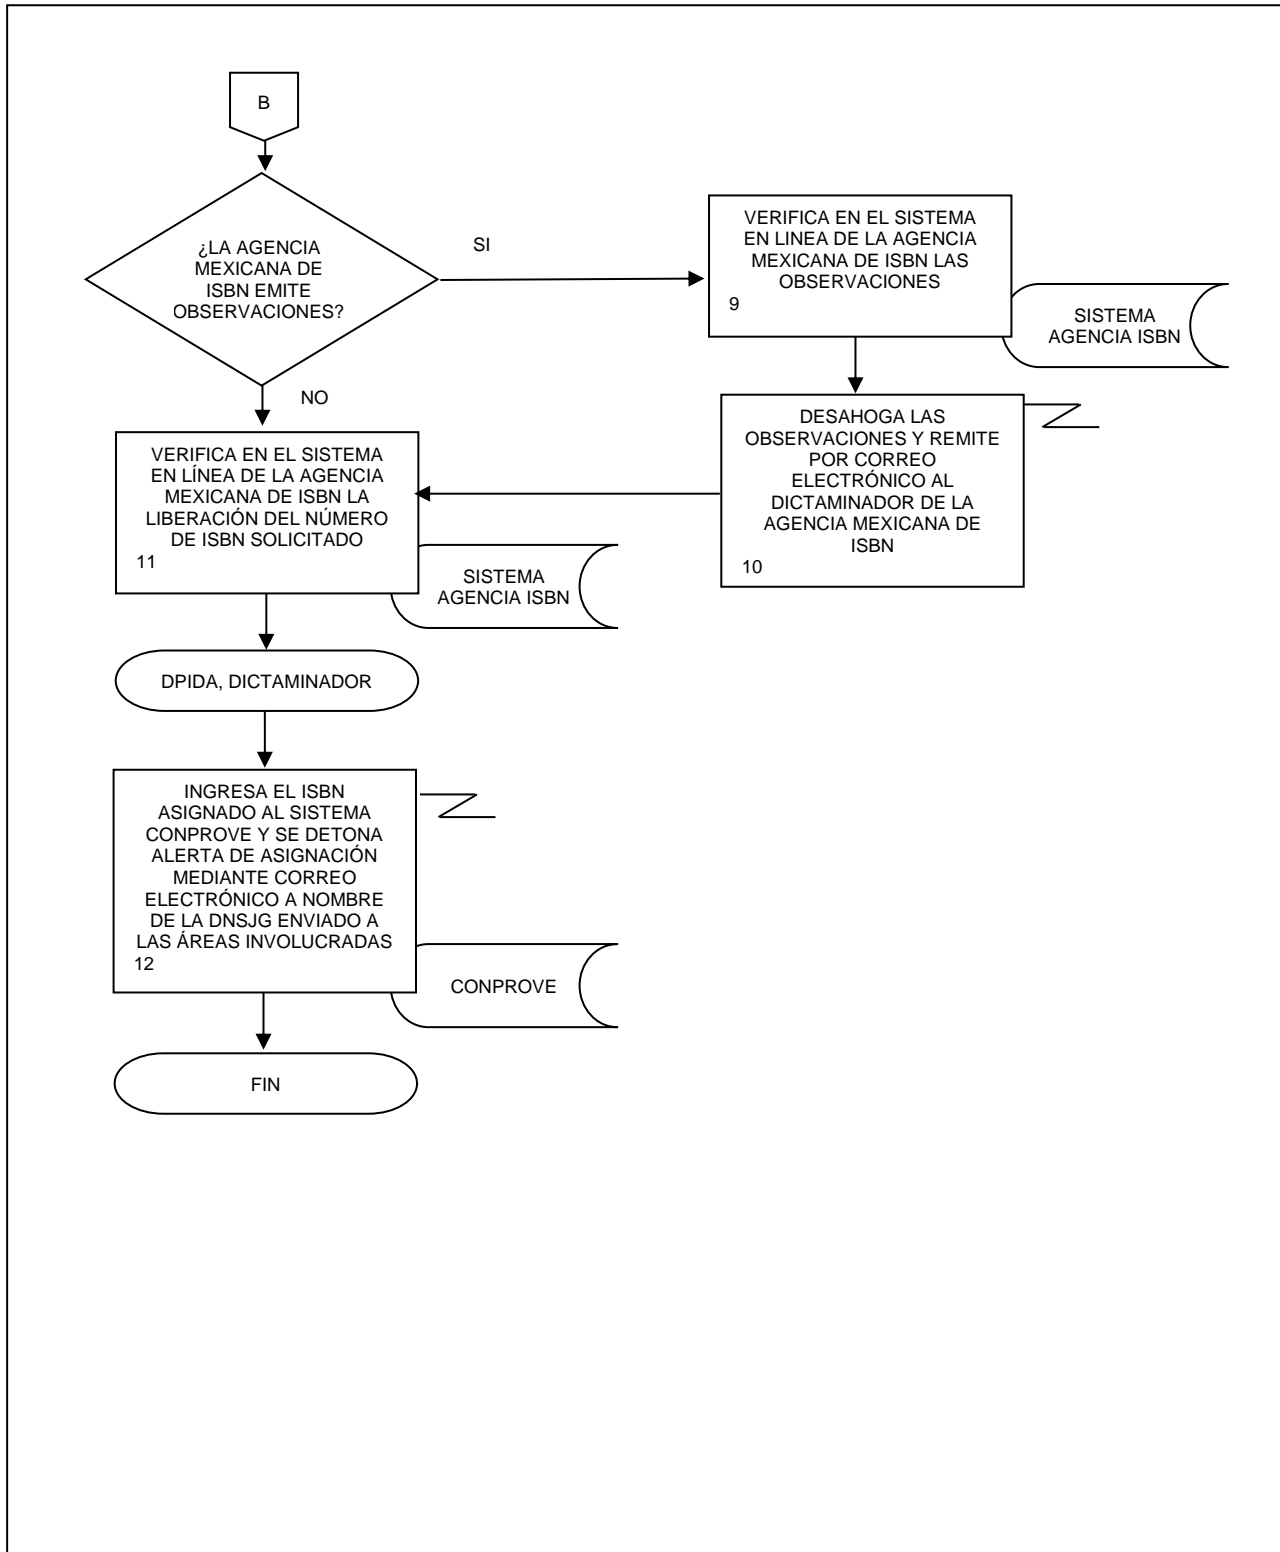 B
¿LA AGENCIA
MEXICANA DE
ISBN EMITE
OBSERVACIONES?
SI
VERIFICA EN EL SISTEMA
EN LINEA DE LA AGENCIA
MEXICANA DE ISBN LAS
OBSERVACIONES
9
SISTEMA
AGENCIA ISBN
DESAHOGA LAS
OBSERVACIONES Y REMITE
POR CORREO
ELECTRÓNICO AL
DICTAMINADOR DE LA
AGENCIA MEXICANA DE
ISBN
10
NO
VERIFICA EN EL SISTEMA
EN LÍNEA DE LA AGENCIA
MEXICANA DE ISBN LA
LIBERACIÓN DEL NÚMERO
DE ISBN SOLICITADO
11
SISTEMA
AGENCIA ISBN
DPIDA, DICTAMINADOR
INGRESA EL ISBN
ASIGNADO AL SISTEMA
CONPROVE Y SE DETONA
ALERTA DE ASIGNACIÓN
MEDIANTE CORREO
ELECTRÓNICO A NOMBRE
DE LA DNSJG ENVIADO A
LAS ÁREAS INVOLUCRADAS
12
CONPROVE
FIN